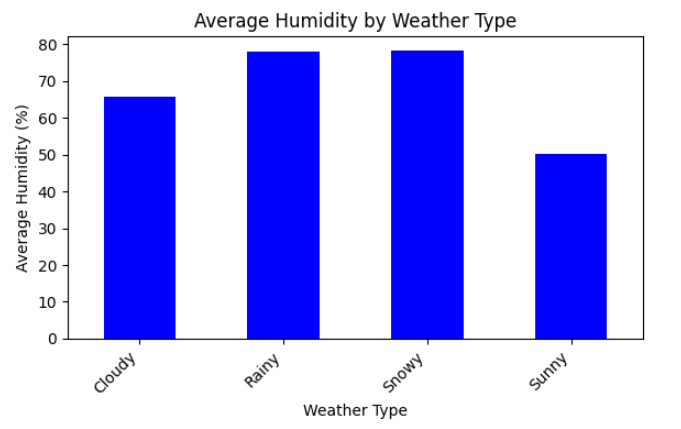 Average Humidity by Weather Type
Average Humidity (%)
80
70
60
50
40
30
20
10
0
Cloudy
Rainy
Snowy
Sunny
Weather Type